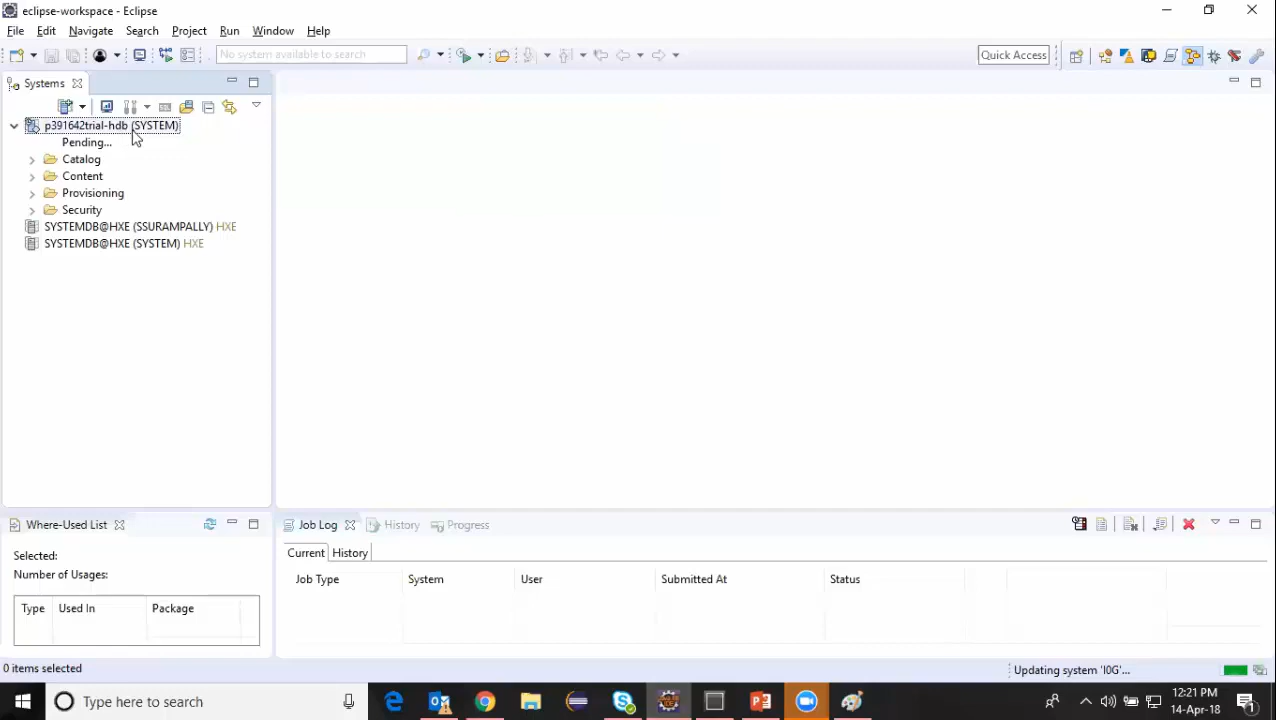 eclipse-workspace - Eclipse
File Edit Navigate Search Project Run Window Help
No system available to search
Quick Access
Systems
p391642trial-hdb (SYSTEM)
Pending...
Catalog
Content
Provisioning
Security
SYSTEMDB@HXE (SSURAMPALLY) HXE
SYSTEMDB@HXE (SYSTEM) HXE
Where-Used List
Selected:
Number of Usages:
Type Used In Package
Job Log History Progress
Current History
Job Type System User Submitted At Status
0 items selected
Updating system 'I0G'...
Type here to search
12:21 PM
14-Apr-18